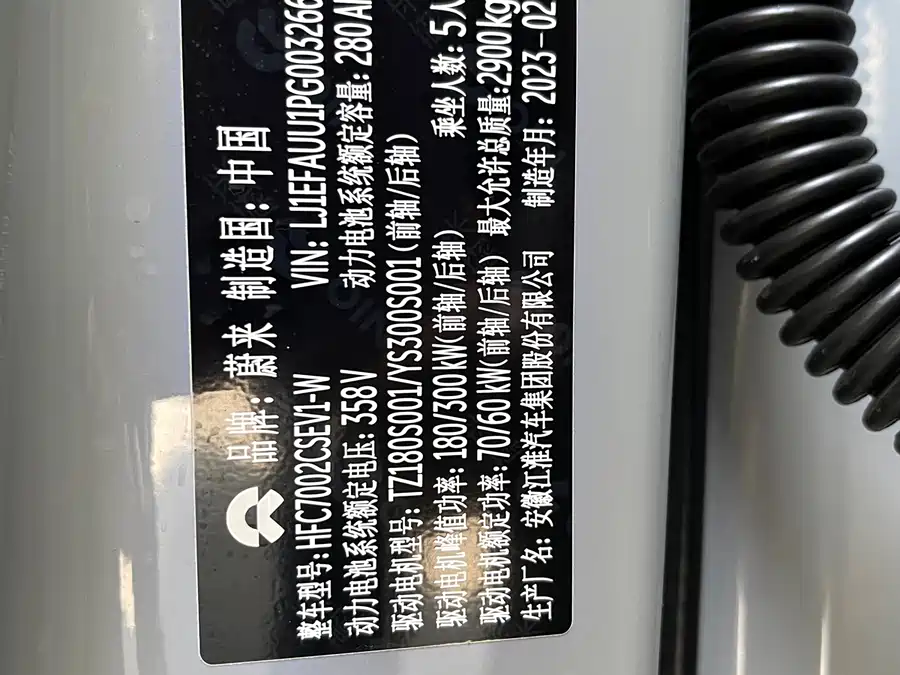 品牌: 蔚来 制造国: 中国
整车型号: HFC7002CSEV1-W VIN: LJ1EFAUU1PG003266
动力电池系统额定电压: 358V 动力电池系统额定容量: 280Ah
驱动电机型号: TZ180S001/YS300S001(前轴/后轴)
驱动电机峰值功率: 180/300kW(前轴/后轴) 乘坐人数: 5人
驱动电机额定功率: 70/60kW(前轴/后轴) 最大允许总质量:2900kg
生产厂名: 安徽江淮汽车集团股份有限公司 制造年月: 2023-02